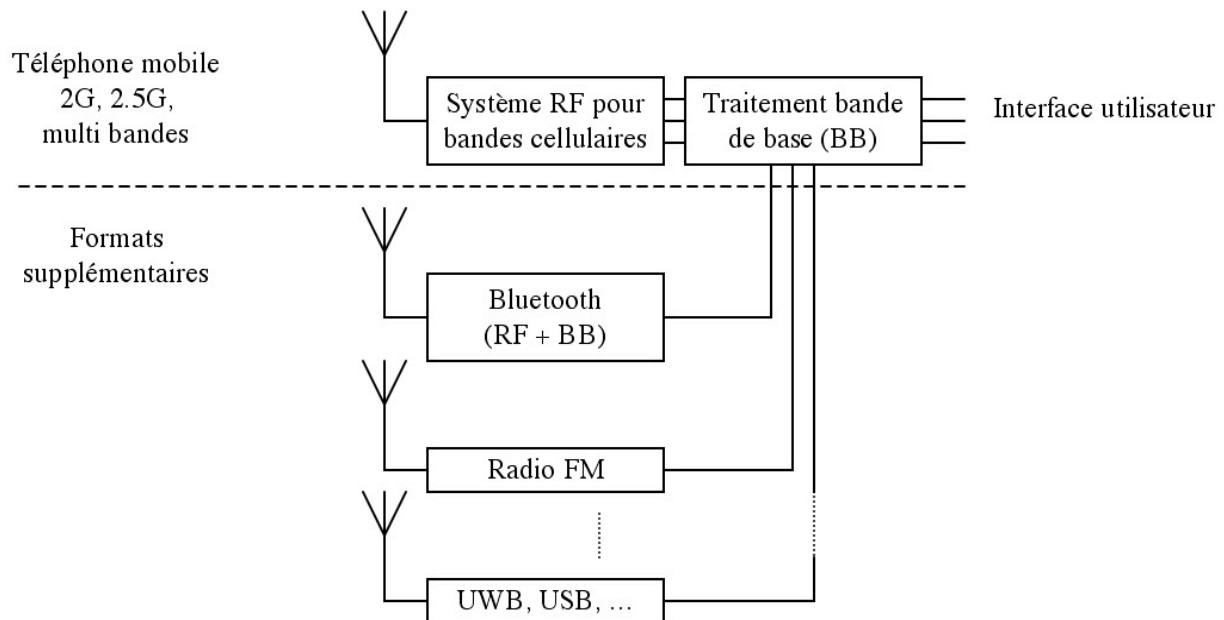 Téléphone mobile
2G, 2.5G,
multi bandes
Système RF pour
bandes cellulaires
Traitement bande
de base (BB)
Interface utilisateur
Formats
supplémentaires
Bluetooth
(RF + BB)
Radio FM
UWB, USB, ...